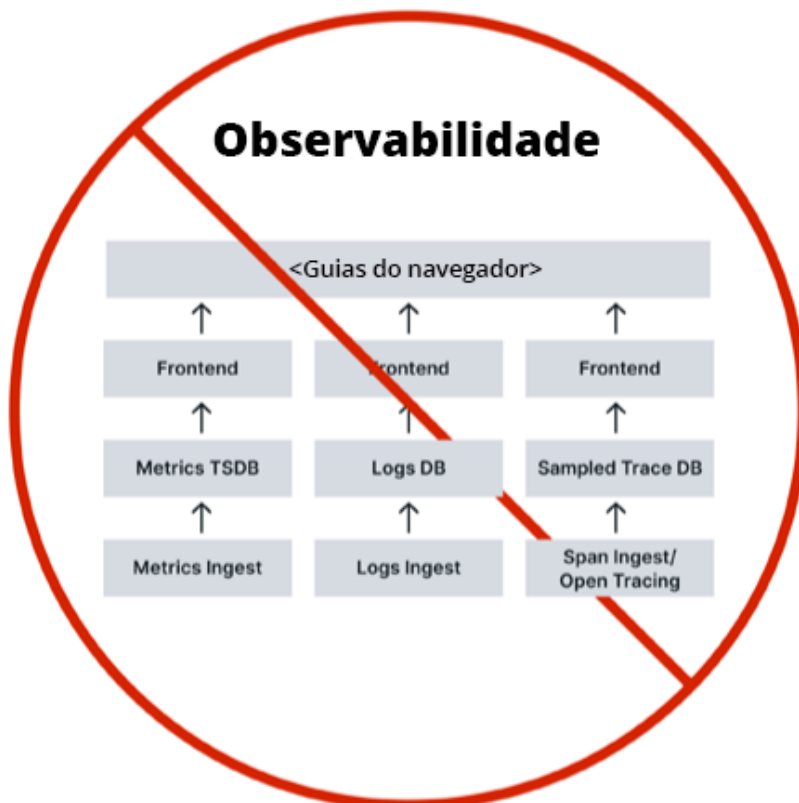 Observabilidade
<Guias do navegador>
Frontend
Frontend
Frontend
Metrics TSDB
Logs DB
Sampled Trace DB
Metrics Ingest
Logs Ingest
Span Ingest/
Open Tracing